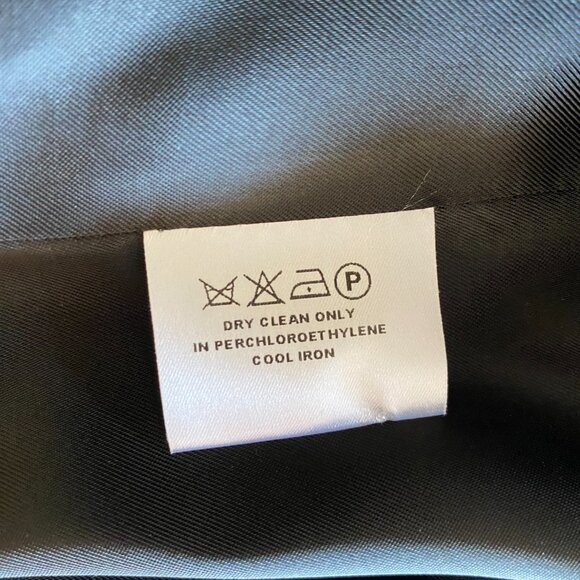 P
DRY CLEAN ONLY
IN PERCHLOROETHYLENE
COOL IRON